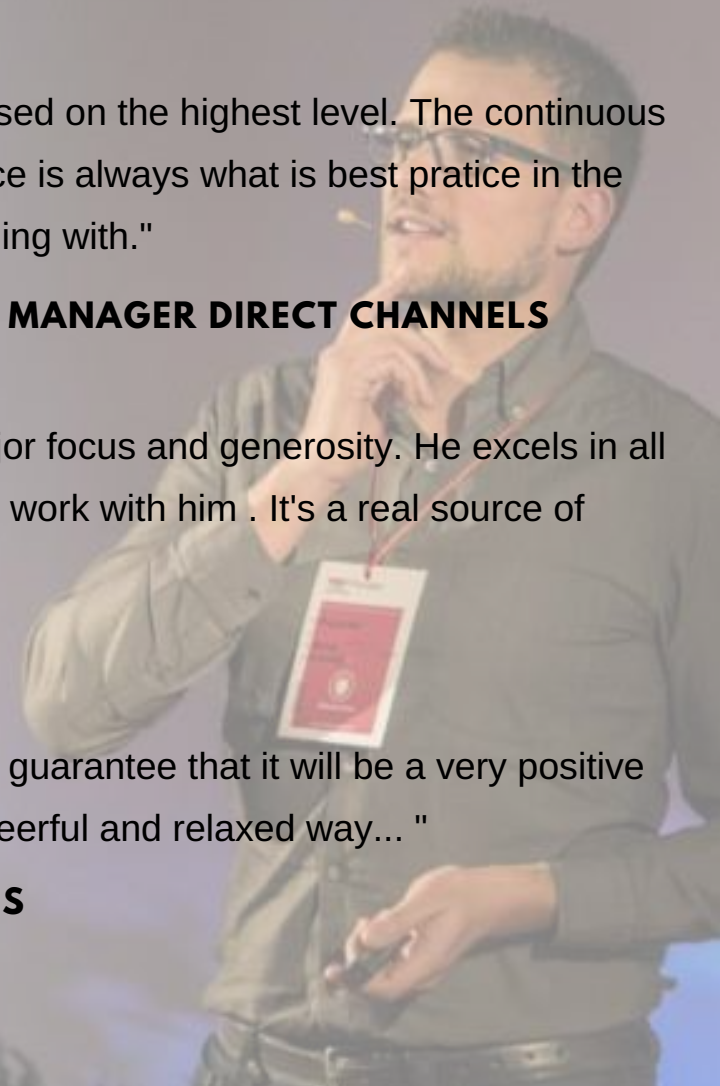 sed on the highest level. The continuous
ce is always what is best pratice in the
ing with."
MANAGER DIRECT CHANNELS
jor focus and generosity. He excels in all
work with him . It's a real source of
guarantee that it will be a very positive
eerful and relaxed way... "
S